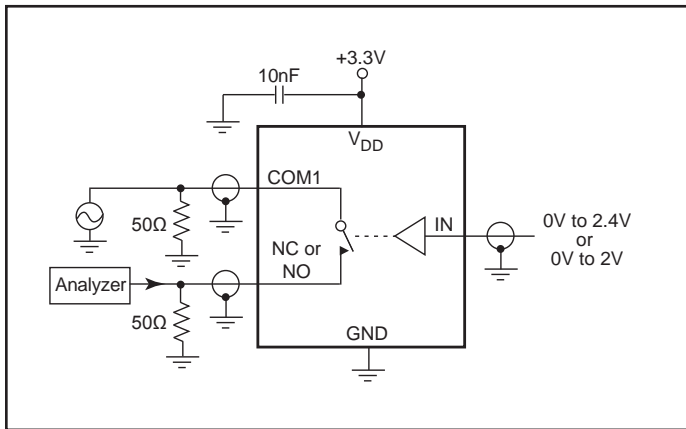 +3.3V
10nF
VDD
COM1
50Ω
IN
0V to 2.4V
or
0V to 2V
NC or
NO
Analyzer
50Ω
GND